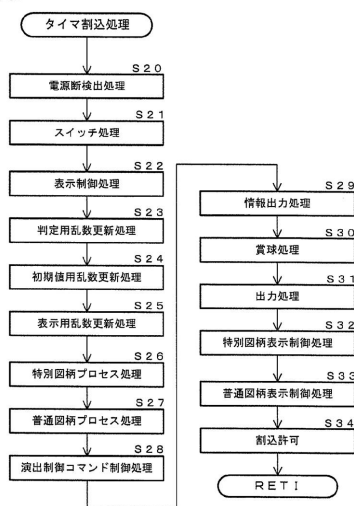 タイマ割込処理
S20
電源断検出処理
S21
スイッチ処理
S22
表示制御処理
S23
判定用乱数更新処理
S24
初期値用乱数更新処理
S25
表示用乱数更新処理
S26
特別図柄プロセス処理
S27
普通図柄プロセス処理
S28
演出制御コマンド制御処理
S29
情報出力処理
S30
賞球処理
S31
出力処理
S32
特別図柄表示制御処理
S33
普通図柄表示制御処理
S34
割込許可
RETI